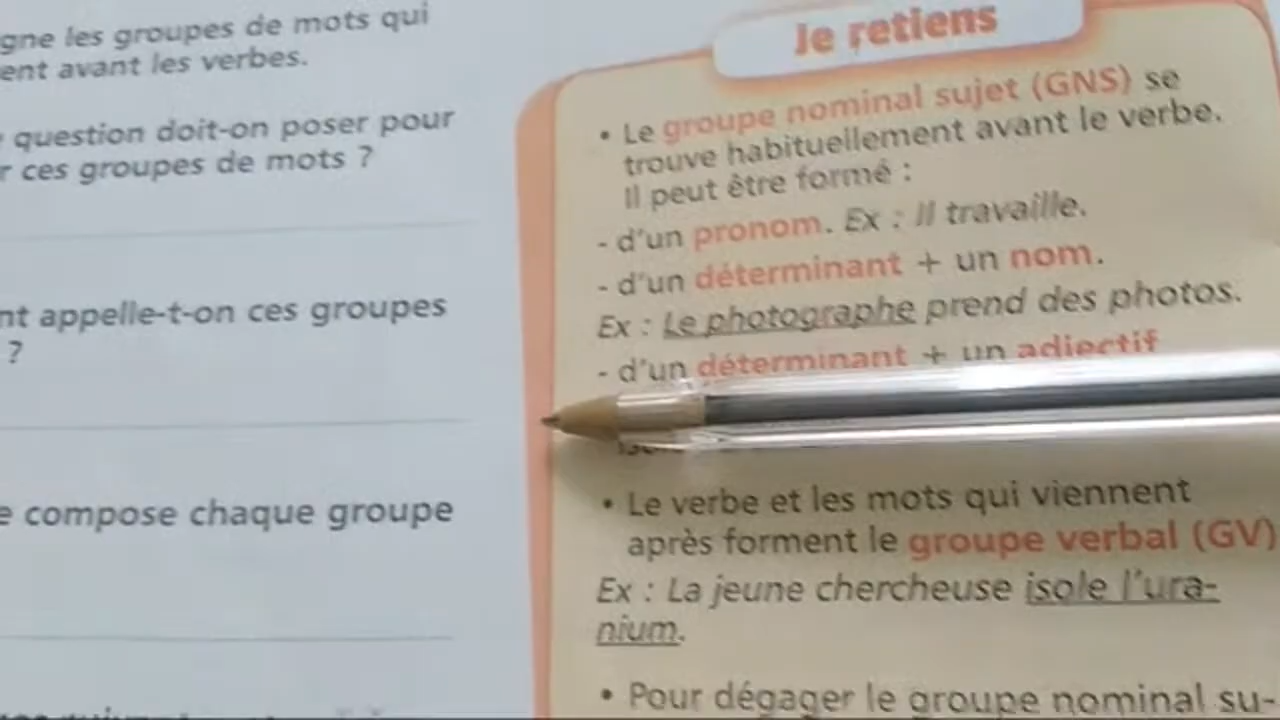 gne les groupes de mots qui
ent avant les verbes.
question doit-on poser pour
r ces groupes de mots ?
nt appelle-t-on ces groupes
?
e compose chaque groupe
Je retiens
• Le groupe nominal sujet (GNS) se
trouve habituellement avant le verbe.
Il peut être formé :
- d'un pronom. Ex : Il travaille.
- d'un déterminant + un nom.
Ex : Le photographe prend des photos.
- d'un déterminant + un adjectif
• Le verbe et les mots qui viennent
après forment le groupe verbal (GV)
Ex : La jeune chercheuse isole l'ura-
nium.
• Pour dégager le groupe nominal su-